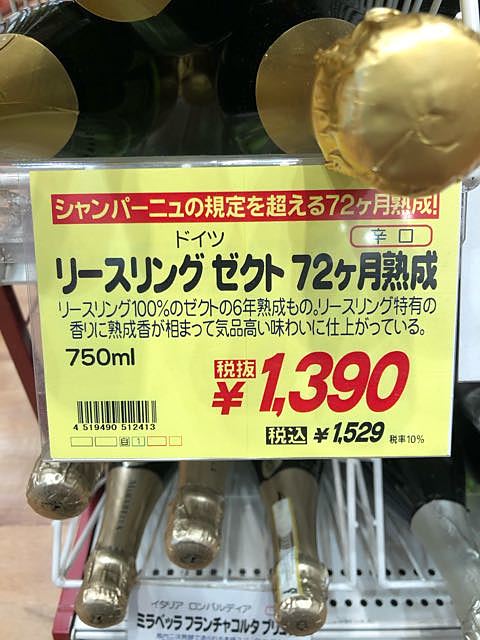 シャンパーニュの規定を超える72ヶ月熟成!
ドイツ
辛口
リースリング ゼクト 72ヶ月熟成
リースリング100%のゼクトの6年熟成もの。リースリング特有の
香りに熟成香が相まって気品高い味わいに仕上がっている。
750ml
税抜
¥1,390
4 519490 512413
自 1
税込 ¥1,529 税率10%
イタリア ロンバルディア
ミラベッラ フランチャコルタ ブリュ